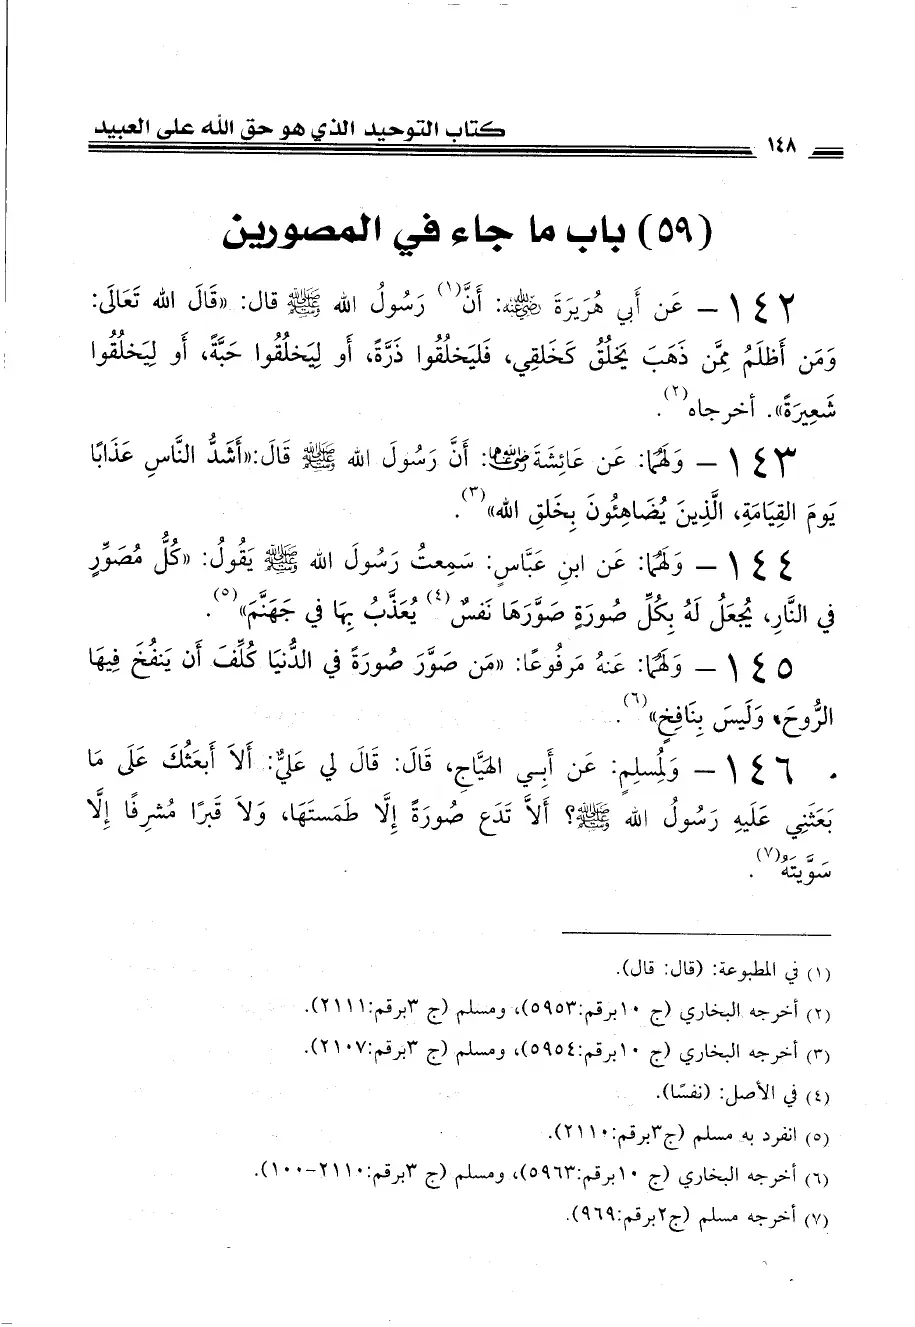 كتاب التوحيد الذي هو حق الله على العبيد
١٤٨
(٥٩) باب ما جاء في المصورين
١٤٢ – عَن أَبي هُرَيرَةَ ﵁: أَنَّ(١) رَسُولُ الله ﷺ قال: «قَالَ الله تَعَالَى:
وَمَن أَظلَمُ مِمَّن ذَهَبَ يَخلُقُ كَخَلقِي، فَليَخلُقُوا ذَرَّةً، أَو لِيَخلُقُوا حَبَّةً، أَو لِيَخلُقُوا
شَعِيرَةً». أخرجاه(٢).
١٤٣ – وَلَهُمَا: عَن عَائِشَةَ ﵂: أَنَّ رَسُولَ الله ﷺ قَالَ:«أَشَدُّ النَّاسِ عَذَابًا
يَومَ القِيَامَةِ، الَّذِينَ يُضَاهِئُونَ بِخَلقِ الله»(٣).
١٤٤ – وَلَهُمَا: عَن ابنِ عَبَّاسٍ: سَمِعتُ رَسُولَ الله ﷺ يَقُولُ: «كُلُّ مُصَوِّرٍ
في النَّارِ، يُجعَلُ لَهُ بِكُلِّ صُورَةٍ صَوَّرَهَا نَفسٌ(٤) يُعَذَّبُ بِهَا في جَهَنَّمَ»(٥).
١٤٥ – وَلَهُمَا: عَنهُ مَرفُوعًا: «مَن صَوَّرَ صُورَةً في الدُّنيَا كُلِّفَ أَن يَنفُخَ فِيهَا
الرُّوحَ، وَلَيسَ بِنَافِخٍ»(٦).
١٤٦ – وَلمُسلِمٍ: عَن أَبِي الهَيَّاجِ، قَالَ: قَالَ لي عَليٌّ: أَلاَ أَبعَثُكَ عَلَى مَا
بَعَثَنِي عَلَيهِ رَسُولُ الله ﷺ؟ أَلاَّ تَدَع صُورَةً إِلَّا طَمَستَهَا، وَلاَ قَبرًا مُشرِفًا إِلَّا
سَوَّيتَهُ(٧).
(١) في المطبوعة: (قال: قال).
(٢) أخرجه البخاري (ج ١٠برقم:٥٩٥٣)، ومسلم (ج ٣برقم:٢١١١).
(٣) أخرجه البخاري (ج ١٠برقم:٥٩٥٤)، ومسلم (ج ٣برقم:٢١٠٧).
(٤) في الأصل: (نفسًا).
(٥) انفرد به مسلم (ج٣برقم:٢١١٠).
(٦) أخرجه البخاري (ج ١٠برقم:٥٩٦٣)، ومسلم (ج ٣برقم:٢١١٠-١٠٠).
(٧) أخرجه مسلم (ج٢برقم:٩٦٩).